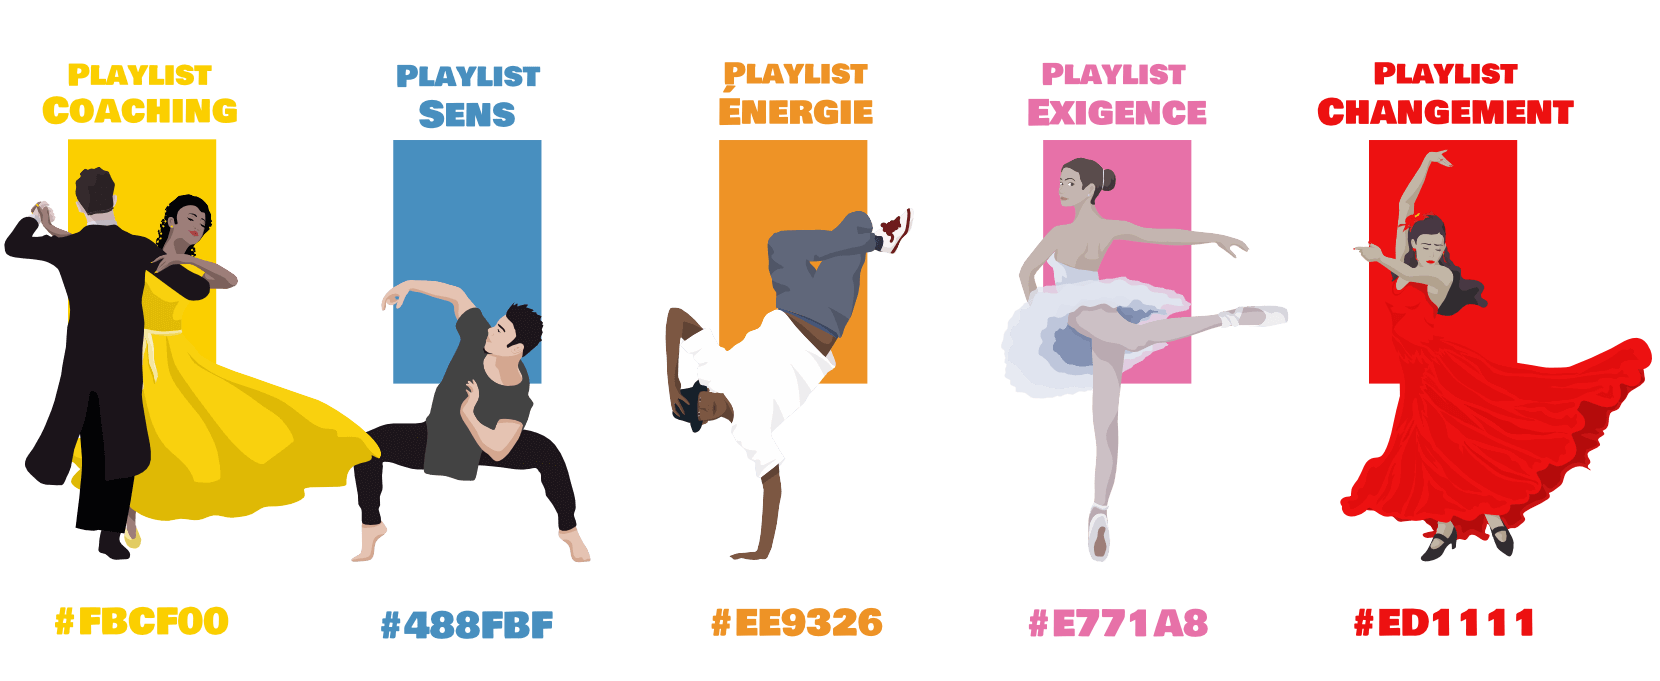 Playlist
Coaching
Playlist
Sens
Playlist
Énergie
Playlist
Exigence
Playlist
Changement
#FBCF00
#488FBF
#EE9326
#E771A8
#ED1111